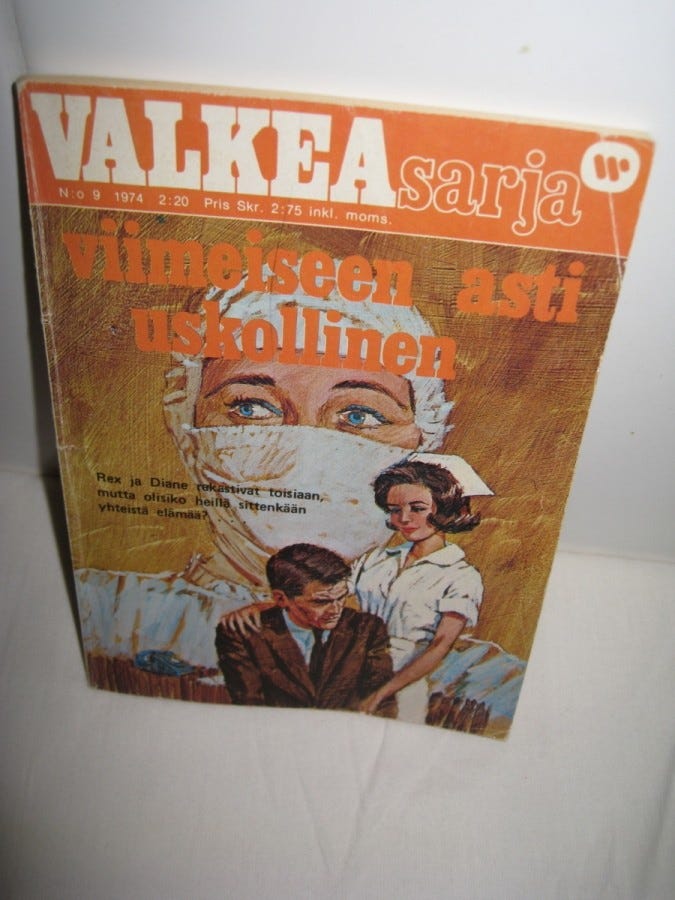 VALKEA sarja
N:o 9 1974 2:20 Pris Skr. 2:75 inkl. moms.
viimeiseen asti
uskollinen
Rex ja Diane rakastivat toisiaan,
mutta olisiko heillä sittenkään
yhteistä elämää?